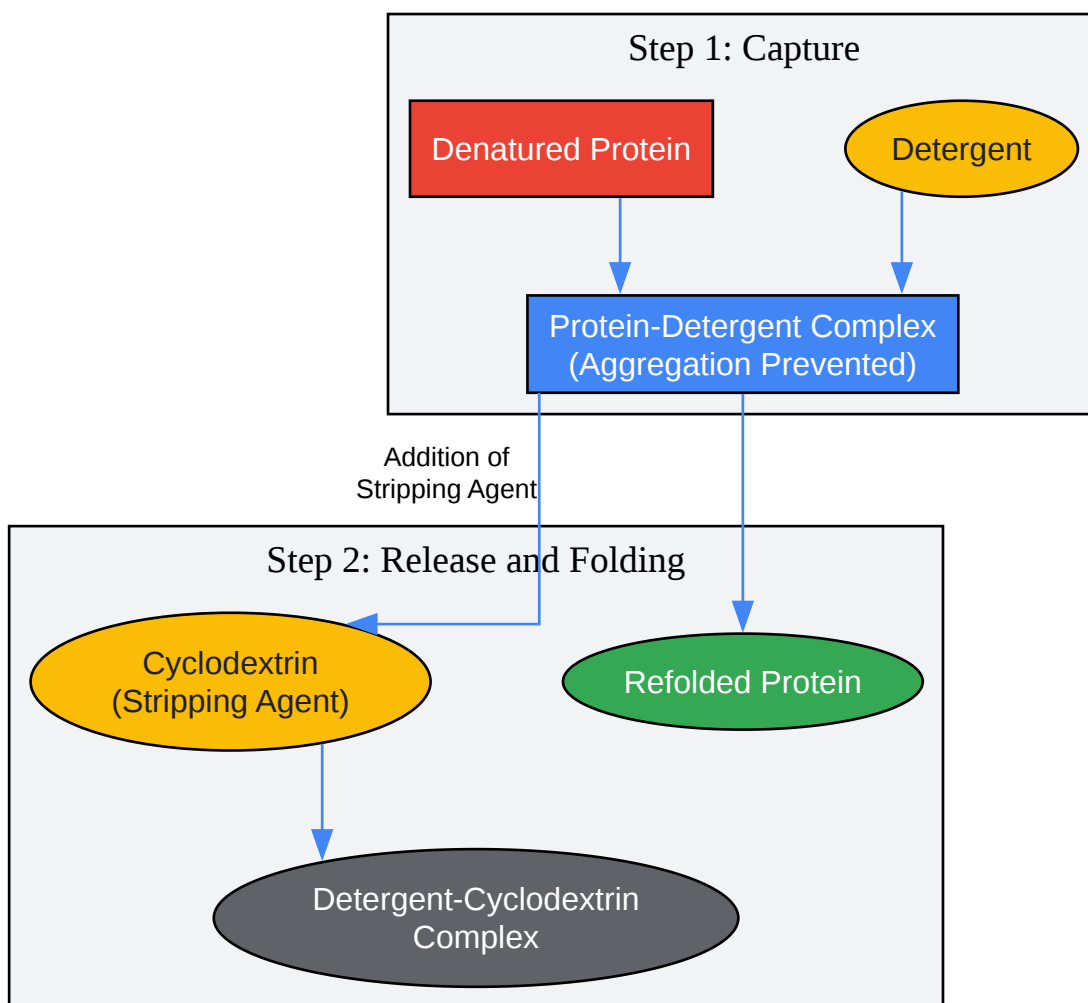 Step 1: Capture
Denatured Protein
Detergent
Protein-Detergent Complex
(Aggregation Prevented)
Addition of
Stripping Agent
Step 2: Release and Folding
Cyclodextrin
(Stripping Agent)
Refolded Protein
Detergent-Cyclodextrin
Complex